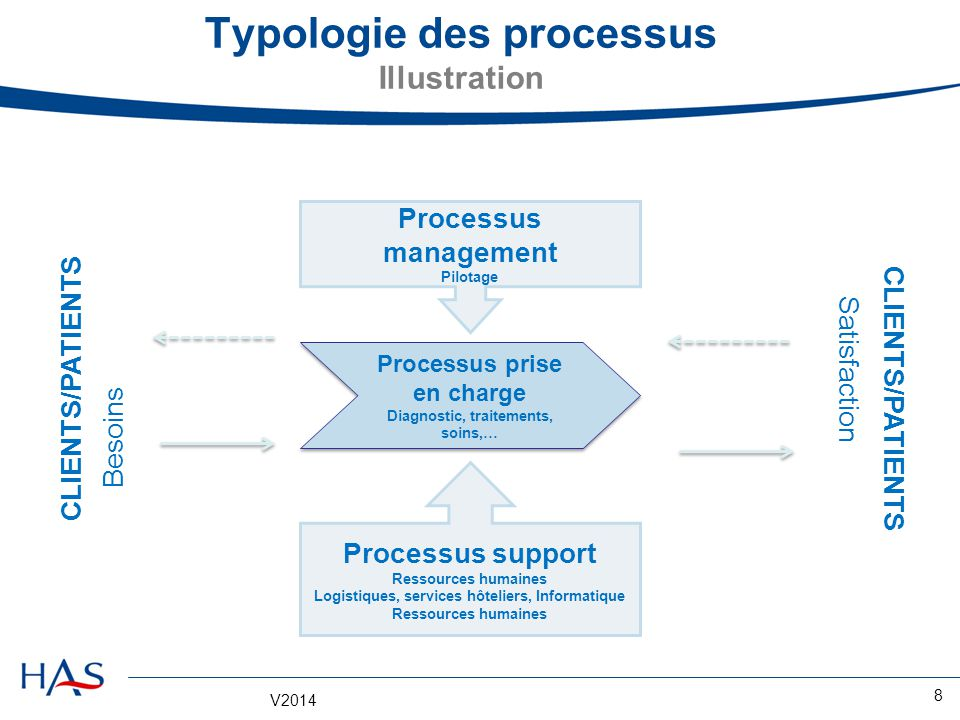 Typologie des processus
Illustration
Processus
management
Pilotage
CLIENTS/PATIENTS
Besoins
Processus prise
en charge
Diagnostic, traitements,
soins,…
Satisfaction
CLIENTS/PATIENTS
Processus support
Ressources humaines
Logistiques, services hôteliers, Informatique
Ressources humaines
HAS
V2014
8